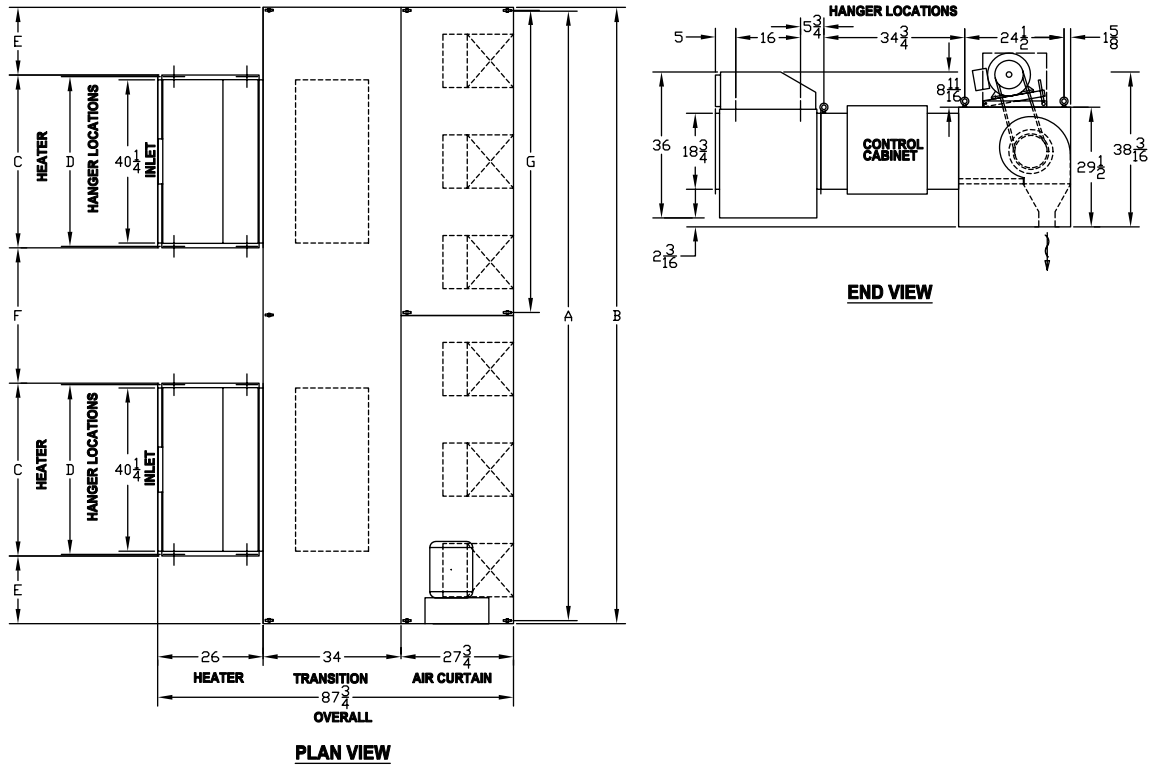 E
C
HEATER
D
HANGER LOCATIONS
40 1/4
INLET
F
C
HEATER
D
HANGER LOCATIONS
40 1/4
INLET
E
G
A
B
26
34
27 3/4
HEATER
TRANSITION
AIR CURTAIN
87 3/4
OVERALL
PLAN VIEW
HANGER LOCATIONS
5
16
5 3/4
34 3/4
24 1/2
1 5/8
8 11/16
36
18 3/4
CONTROL
CABINET
29 1/2
38 3/16
2 3/16
END VIEW